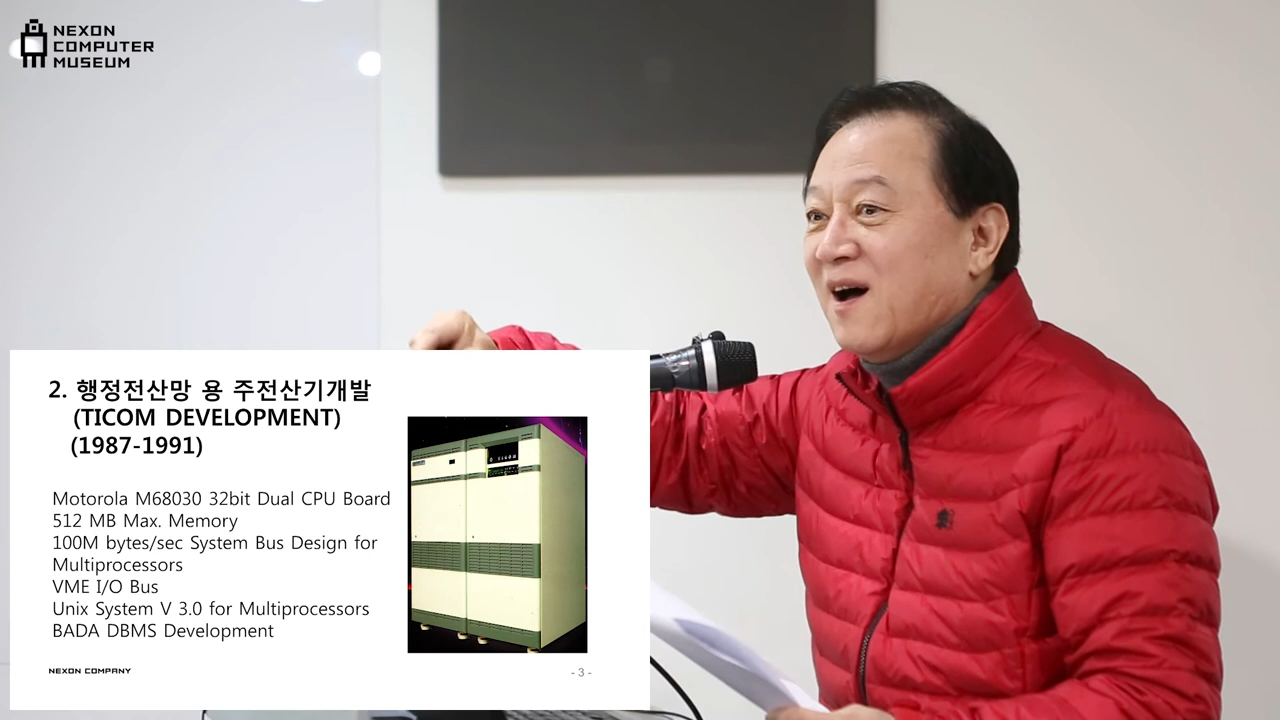 NEXON
COMPUTER
MUSEUM
2. 행정전산망 용 주전산기개발
(TICOM DEVELOPMENT)
(1987-1991)
Motorola M68030 32bit Dual CPU Board
512 MB Max. Memory
100M bytes/sec System Bus Design for
Multiprocessors
VME I/O Bus
Unix System V 3.0 for Multiprocessors
BADA DBMS Development
NEXON COMPANY
- 3 -